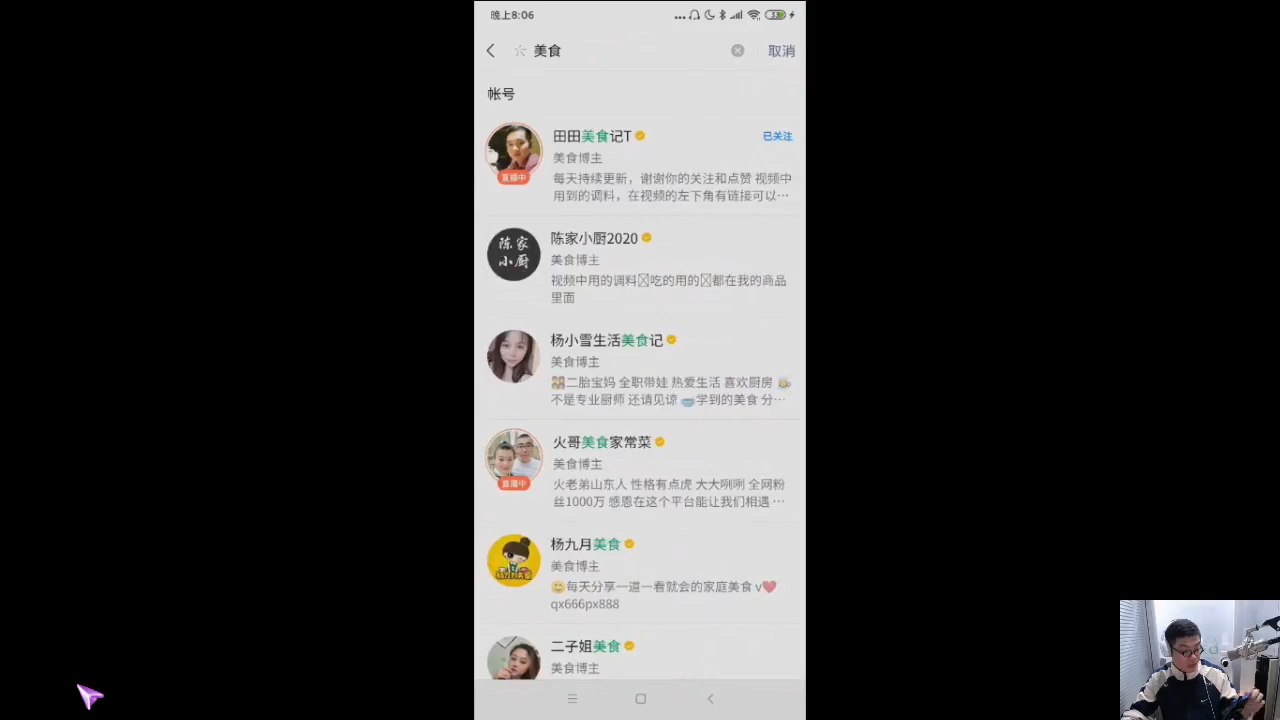 晚上8:06
美食
取消
帐号
田田美食记T
已关注
美食博主
每天持续更新，谢谢你的关注和点赞 视频中
用到的调料，在视频的左下角有链接可以…
直播中
陈家小厨2020
美食博主
视频中用的调料☒吃的用的☒都在我的商品
里面
陈家
小厨
杨小雪生活美食记
美食博主
👫二胎宝妈 全职带娃 热爱生活 喜欢厨房 🍵
不是专业厨师 还请见谅 🥣学到的美食 分…
火哥美食家常菜
美食博主
火老弟山东人 性格有点虎 大大咧咧 全网粉
丝1000万 感恩在这个平台能让我们相遇 …
直播中
杨九月美食
美食博主
😊每天分享一道一看就会的家庭美食 v❤️
qx666px888
二子姐美食
美食博主